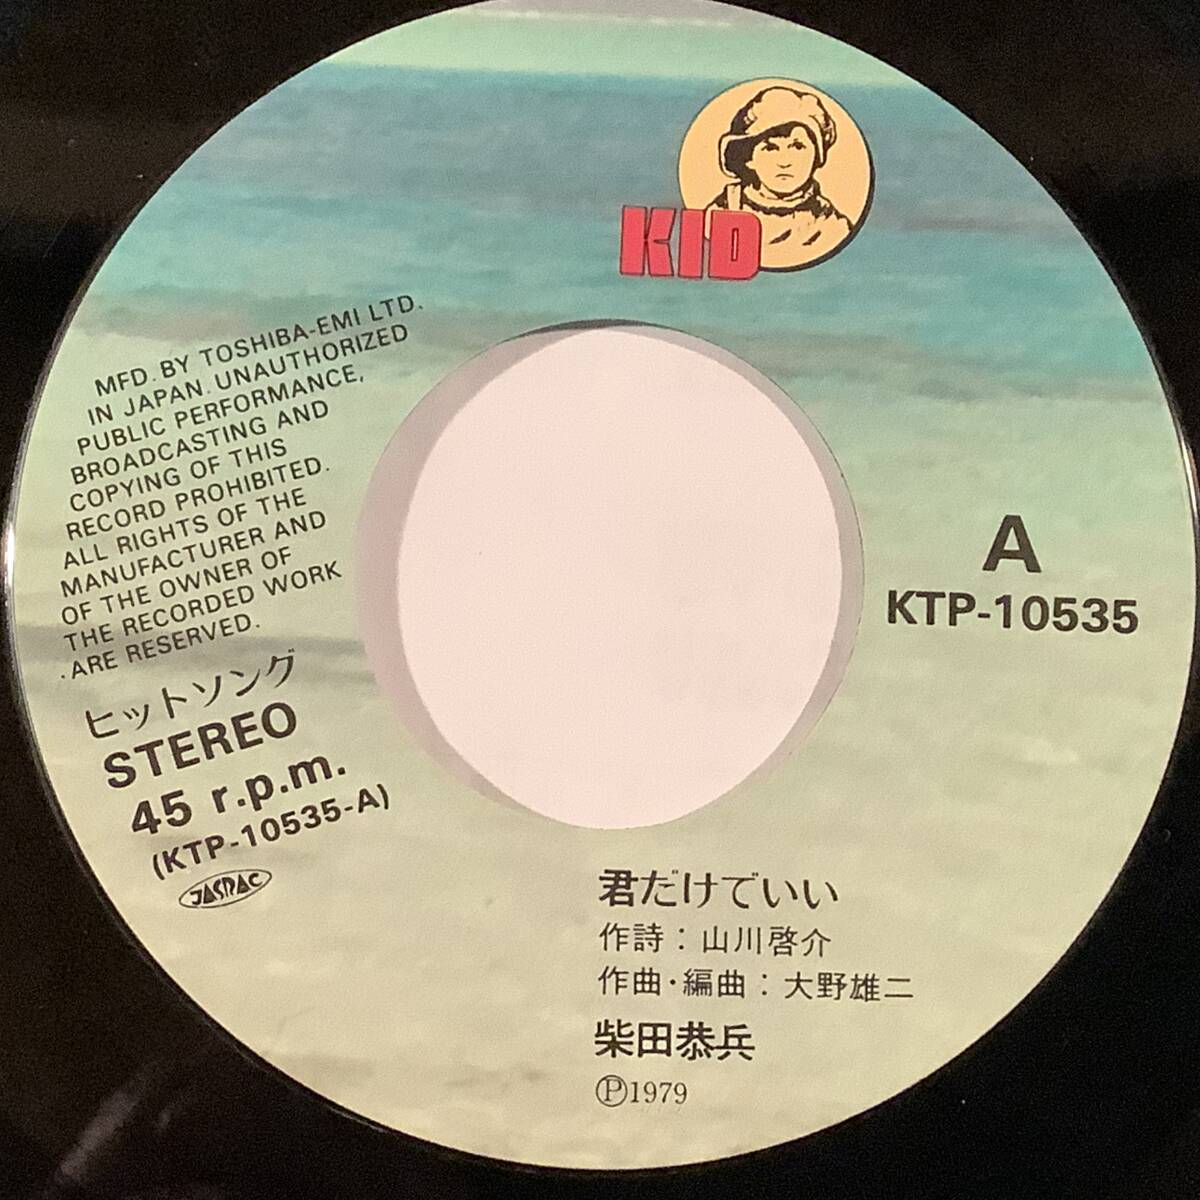 KID
MFD. BY TOSHIBA-EMI LTD.
IN JAPAN. UNAUTHORIZED
PUBLIC PERFORMANCE,
BROADCASTING AND
COPYING OF THIS
RECORD PROHIBITED.
ALL RIGHTS OF THE
MANUFACTURER AND
OF THE OWNER OF
THE RECORDED WORK
.ARE RESERVED.
ヒットソング
STEREO
45 r.p.m.
(KTP-10535-A)
JASRAC
A
KTP-10535
君だけでいい
作詩：山川啓介
作曲・編曲：大野雄二
柴田恭兵
Ⓟ1979